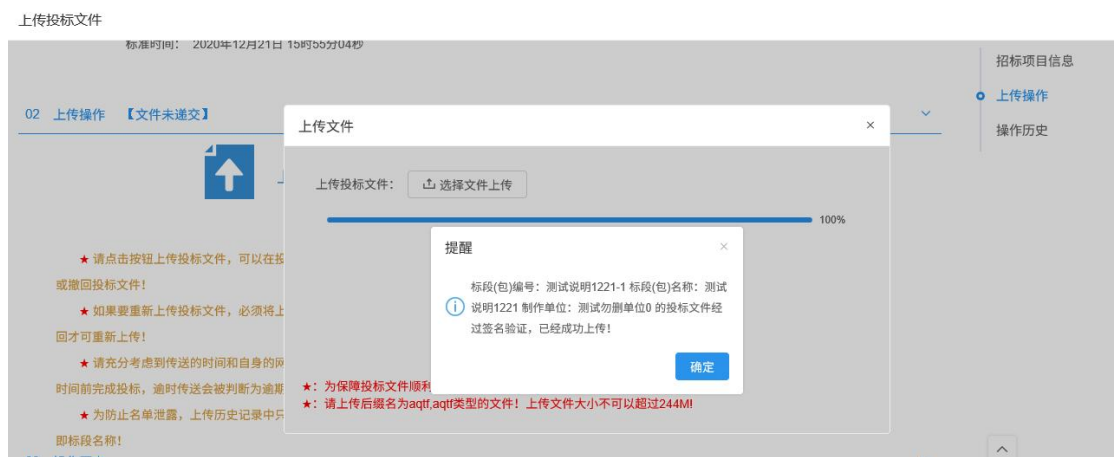 上传投标文件
标准时间： 2020年12月21日 15时55分04秒
招标项目信息
上传操作
操作历史
02 上传操作 【文件未递交】
上传文件
×
上传投标文件：
选择文件上传
100%
★ 请点击按钮上传投标文件，可以在投
或撤回投标文件！
★ 如果要重新上传投标文件，必须将上
回才可重新上传！
★ 请充分考虑到传送的时间和自身的网
时间前完成投标，逾时传送会被判断为逾期
★ 为防止名单泄露，上传历史记录中只
即标段名称！
提醒
×
标段(包)编号：测试说明1221-1 标段(包)名称：测试
说明1221 制作单位：测试勿删单位0 的投标文件经
过签名验证，已经成功上传！
确定
★：为保障投标文件顺利
★：请上传后缀名为aqtf,aqtf类型的文件！上传文件大小不可以超过244M!